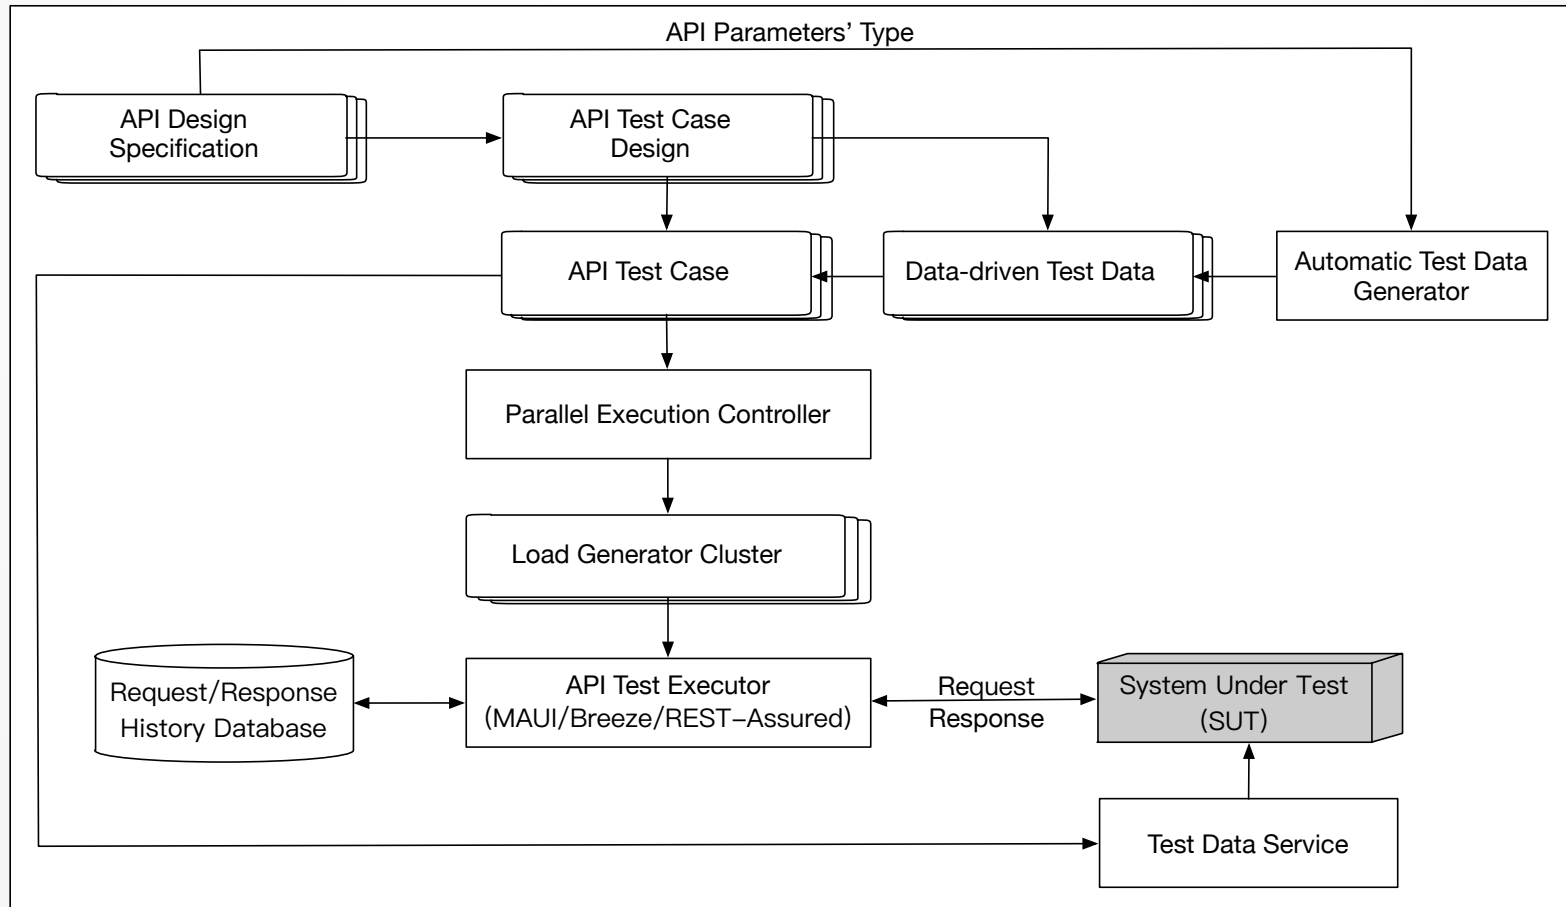 API Parameters’ Type
API Design
Specification
API Test Case
Design
API Test Case
Data-driven Test Data
Automatic Test Data
Generator
Parallel Execution Controller
Load Generator Cluster
Request/Response
History Database
API Test Executor
(MAUI/Breeze/REST–Assured)
Request
Response
System Under Test
(SUT)
Test Data Service